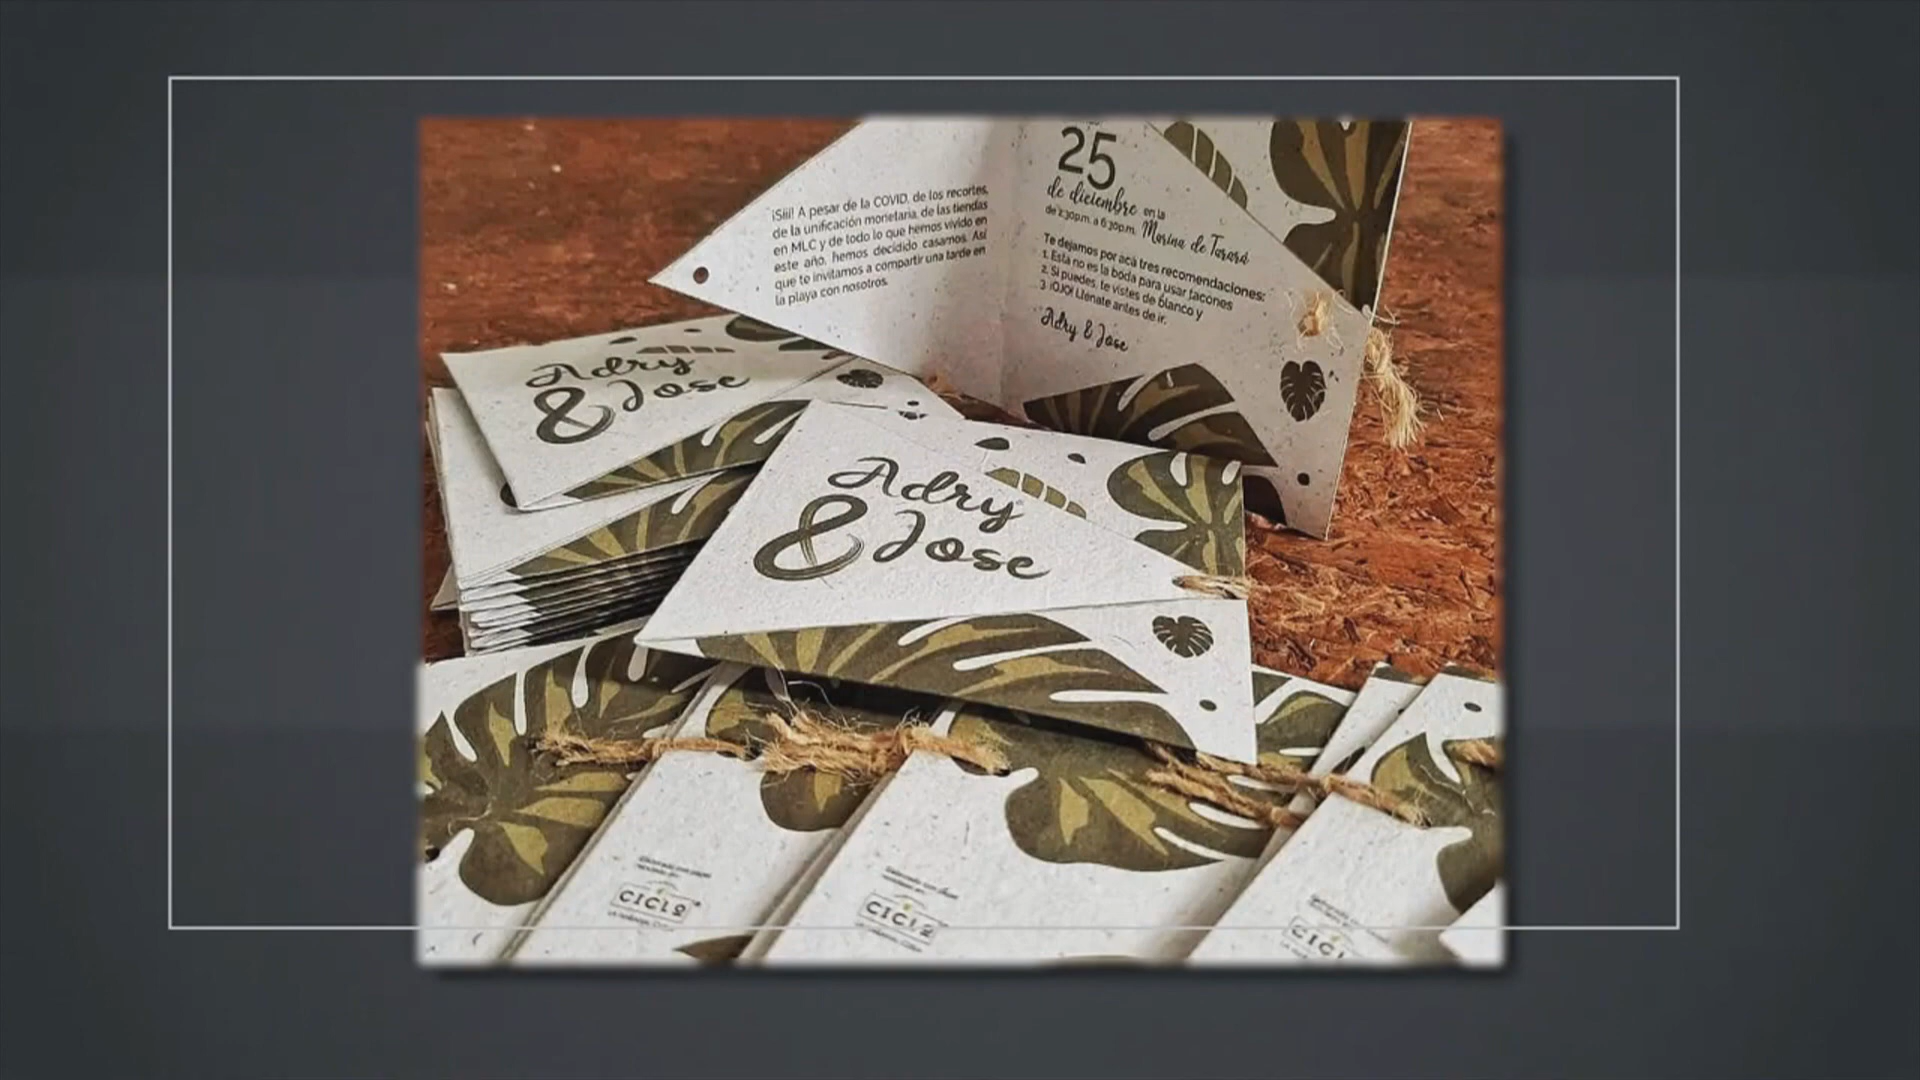 ¡Siii! A pesar de la COVID, de los recortes,
de la unificación monetaria, de las tiendas
en MLC y de todo lo que hemos vivido en
este año, hemos decidido casarnos. Así
que te invitamos a compartir una tarde en
la playa con nosotros.
25
de diciembre en la
de 2:30p.m. a 6:30p.m. Marina de Tarará
Te dejamos por acá tres recomendaciones:
1. Esta no es la boda para usar tacones
2. Si puedes, te vistes de blanco y
3. ¡OJO! Llénate antes de ir.
Adry & Jose
Adry
& Jose
Adry
& Jose
CICLO
CICLO